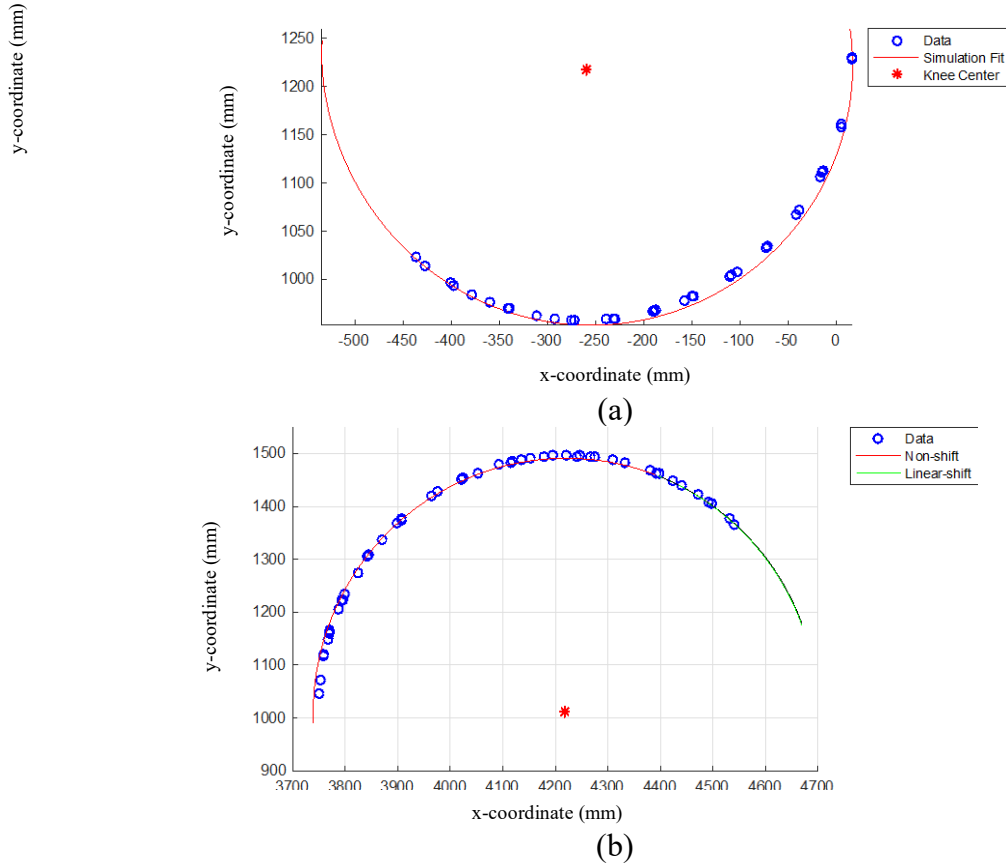 y-coordinate (mm)
y-coordinate (mm)
1250
1200
1150
1100
1050
1000
-500 -450 -400 -350 -300 -250 -200 -150 -100 -50 0
x-coordinate (mm)
Data
Simulation Fit
Knee Center
(a)
y-coordinate (mm)
1500
1400
1300
1200
1100
1000
900
3700 3800 3900 4000 4100 4200 4300 4400 4500 4600 4700
x-coordinate (mm)
Data
Non-shift
Linear-shift
(b)